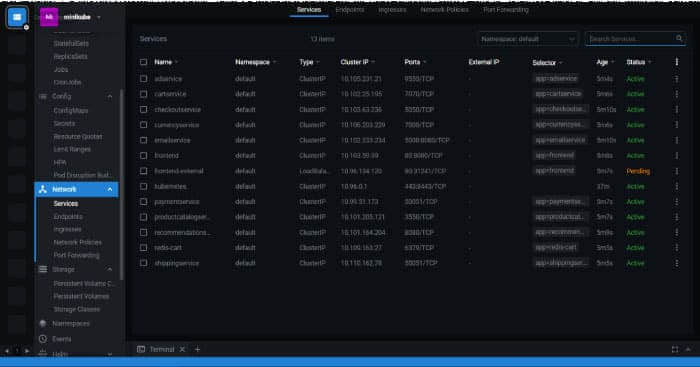 minikube
Services Endpoints Ingresses Network Policies Port Forwarding
StatefulSets
ReplicaSets
Jobs
CronJobs
Config
ConfigMaps
Secrets
Resource Quotas
Limit Ranges
HPA
Pod Disruption Bud...
Network
Services
Endpoints
Ingresses
Network Policies
Port Forwarding
Storage
Persistent Volume C...
Persistent Volumes
Storage Classes
Namespaces
Events
Services 13 items Namespace: default Search Services...
Name Namespace Type Cluster IP Ports External IP Selector Age Status
adservice default ClusterIP 10.105.231.21 9555/TCP - app=adservice 5m4s Active
cartservice default ClusterIP 10.102.25.195 7070/TCP - app=cartservice 5m6s Active
checkoutservice default ClusterIP 10.103.63.236 5050/TCP - app=checkoutse... 5m10s Active
currencyservice default ClusterIP 10.106.203.239 7000/TCP - app=currencyse... 5m5s Active
emailservice default ClusterIP 10.102.233.234 5000:8080/TCP - app=emailservice 5m10s Active
frontend default ClusterIP 10.103.59.39 80:8080/TCP - app=frontend 5m8s Active
frontend-external default LoadBala... 10.96.134.120 80:31241/TCP - app=frontend 5m7s Pending
kubernetes default ClusterIP 10.96.0.1 443:8443/TCP - 37m Active
paymentservice default ClusterIP 10.99.51.173 50051/TCP - app=paymentse... 5m7s Active
productcatalogser... default ClusterIP 10.101.205.121 3550/TCP - app=productcat... 5m7s Active
recommendations... default ClusterIP 10.101.164.204 8080/TCP - app=recommen... 5m9s Active
redis-cart default ClusterIP 10.109.163.27 6379/TCP - app=redis-cart 5m3s Active
shippingservice default ClusterIP 10.110.162.78 50051/TCP - app=shippingser... 5m5s Active
Terminal